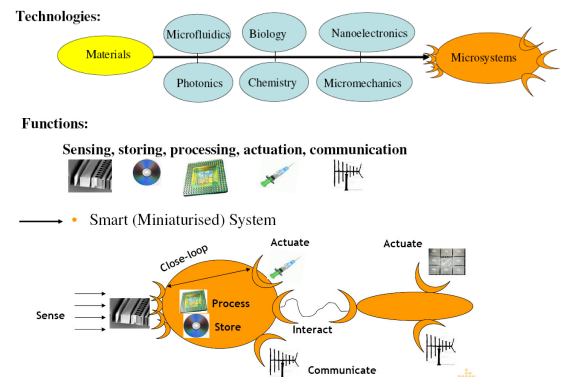 Technologies:
Microfluidics
Biology
Nanoelectronics
Materials
Microsystems
Photonics
Chemistry
Micromechanics
Functions:
Sensing, storing, processing, actuation, communication
• Smart (Miniaturised) System
Close-loop
Actuate
Actuate
Sense
Process
Store
Interact
Communicate